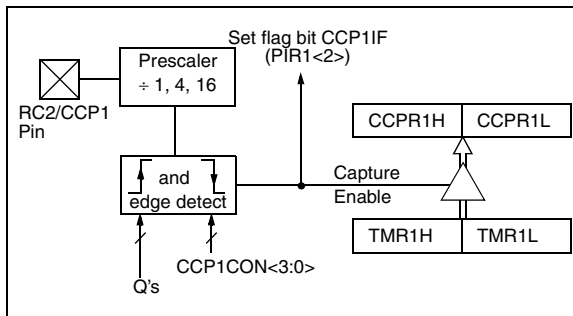 Set flag bit CCP1IF
(PIR1<2>)
Prescaler
÷ 1, 4, 16
RC2/CCP1
Pin
CCPR1H
CCPR1L
and
edge detect
Capture
Enable
TMR1H
TMR1L
CCP1CON<3:0>
Q's